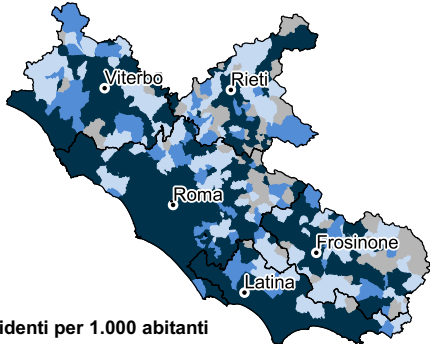 Viterbo
Rieti
Roma
Frosinone
Latina
identi per 1.000 abitanti